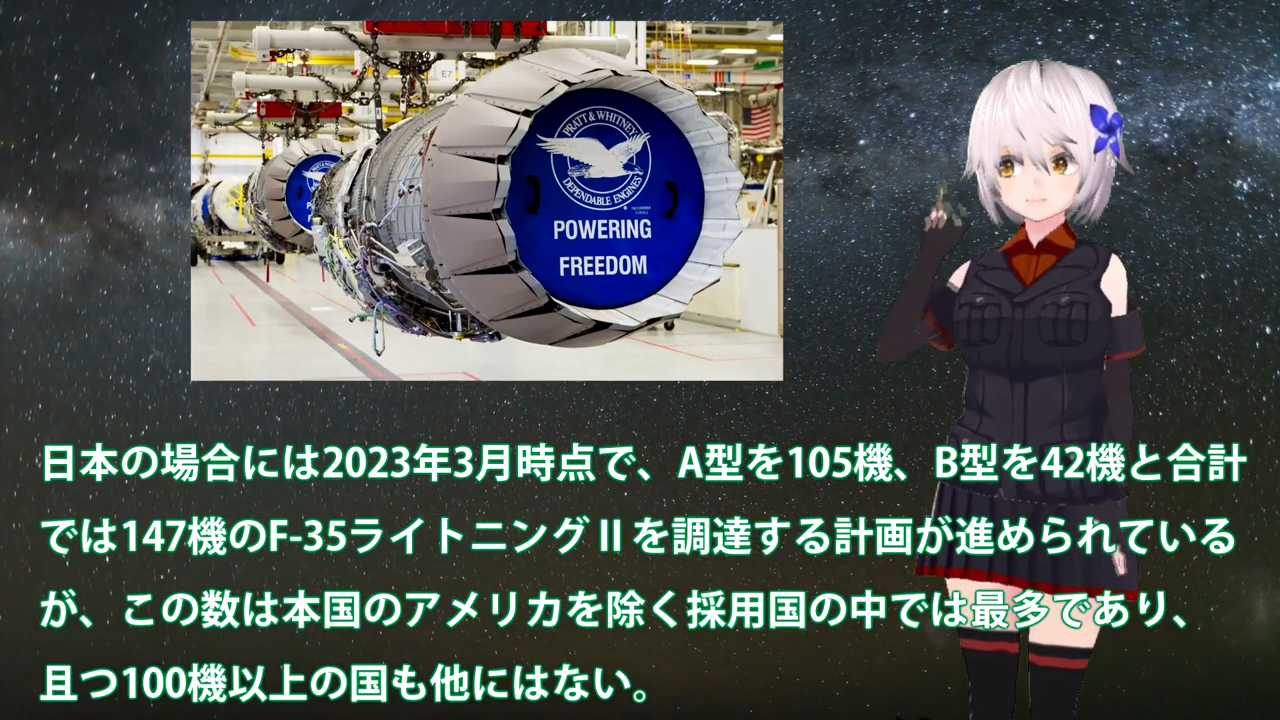 E7
PRATT & WHITNEY
DEPENDABLE ENGINES
POWERING
FREEDOM
日本の場合には2023年3月時点で、A型を105機、B型を42機と合計
では147機のF-35ライトニングⅡを調達する計画が進められている
が、この数は本国のアメリカを除く採用国の中では最多であり、
且つ100機以上の国も他にはない。